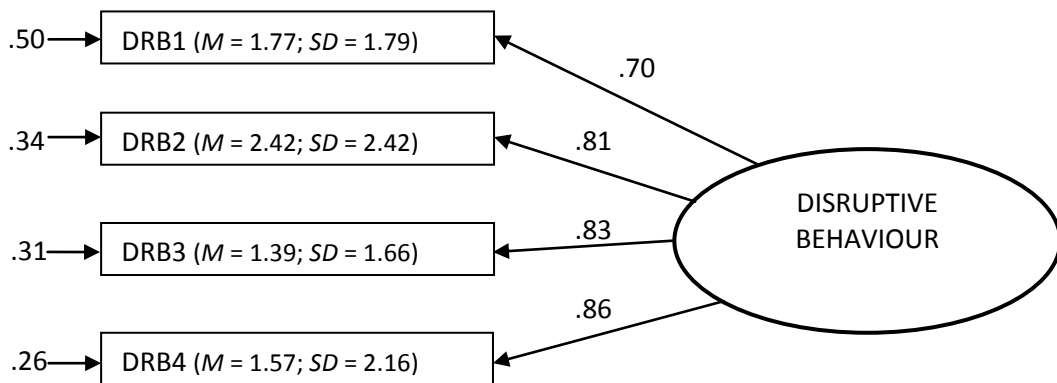 .50 DRB1 (M = 1.77; SD = 1.79)
.70
.34 DRB2 (M = 2.42; SD = 2.42)
.81
DISRUPTIVE
BEHAVIOUR
.83
.31 DRB3 (M = 1.39; SD = 1.66)
.86
.26 DRB4 (M = 1.57; SD = 2.16)